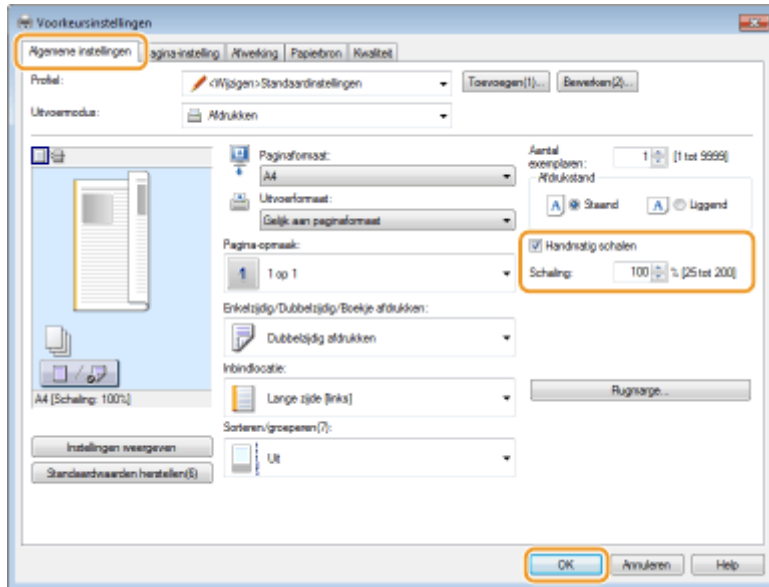 Voorkeursinstellingen
Algemene instellingen Pagina-instelling Afwerking Papierbron Kwaliteit
Profiel: <Wijzigen>Standaardinstellingen Toevoegen(1)... Bewerken(2)...
Uitvoermodus: Afdrukken
Paginaformaat:
A4
Uitvoerformaat:
Gelijk aan paginaformaat
Pagina-opmaak:
1 1 op 1
Enkelzijdig/Dubbelzijdig/Boekje afdrukken:
Dubbelzijdig afdrukken
Inbindlocatie:
Lange zijde [links]
Sorteren/groeperen(7):
Uit
Aantal
exemplaren: 1 [1 tot 9999]
Afdrukstand
A Staand A Liggend
Handmatig schalen
Schaling: 100 % [25 tot 200]
Rugmarge...
A4 [Schaling: 100%]
Instellingen weergeven
Standaardwaarden herstellen(6)
OK Annuleren Help